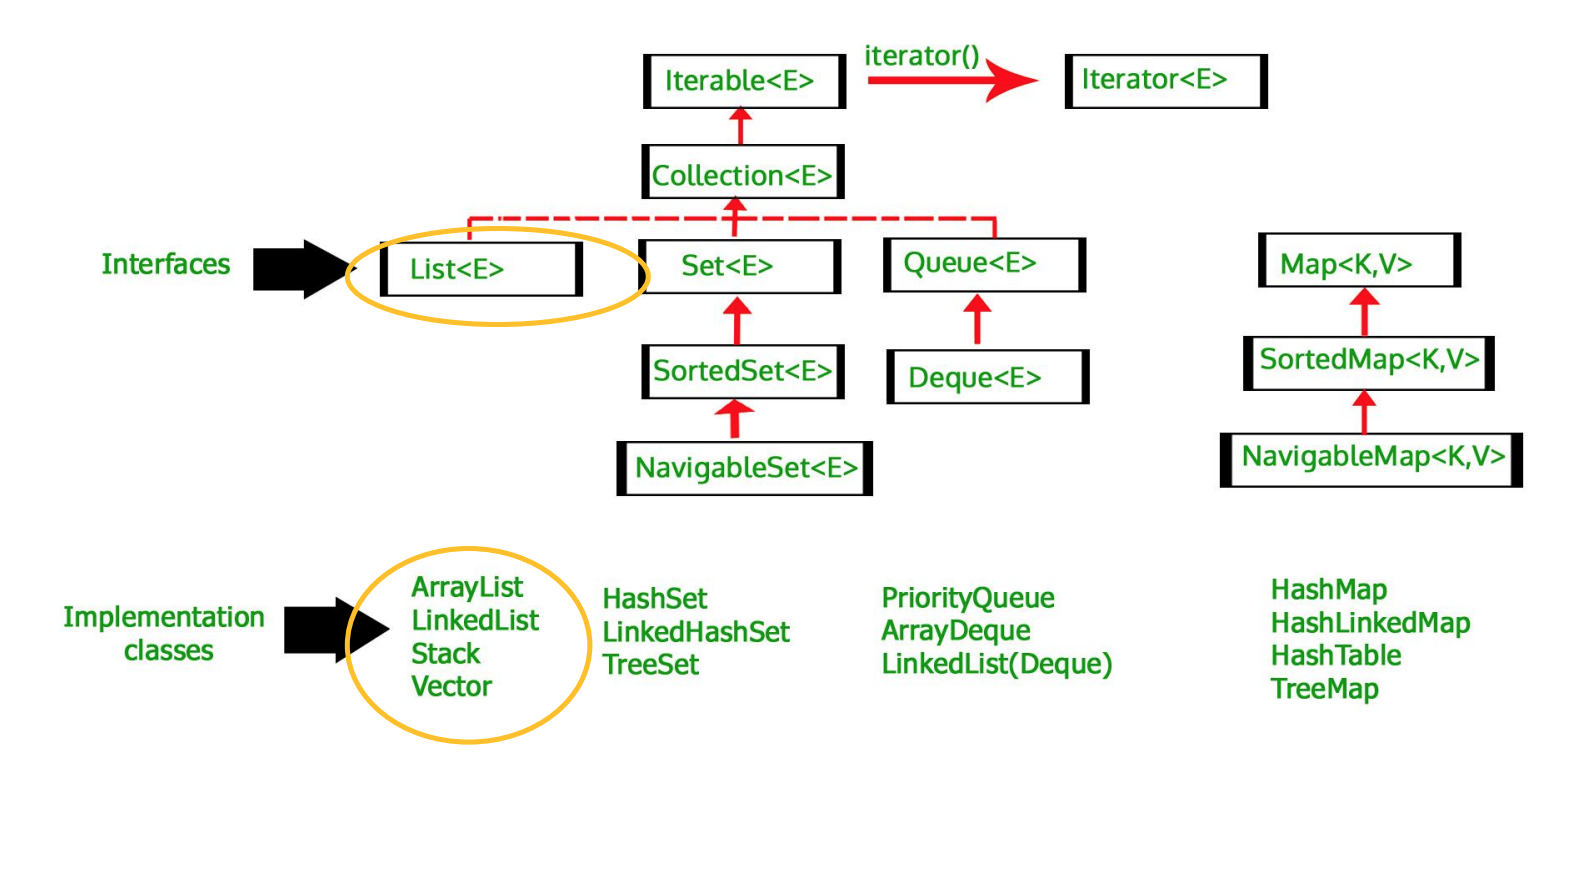 iterator()
Iterable<E>
Iterator<E>
Collection<E>
Interfaces
List<E>
Set<E>
Queue<E>
Map<K,V>
SortedSet<E>
Deque<E>
SortedMap<K,V>
NavigableSet<E>
NavigableMap<K,V>
Implementation
classes
ArrayList
LinkedList
Stack
Vector
HashSet
LinkedHashSet
TreeSet
PriorityQueue
ArrayDeque
LinkedList(Deque)
HashMap
HashLinkedMap
HashTable
TreeMap